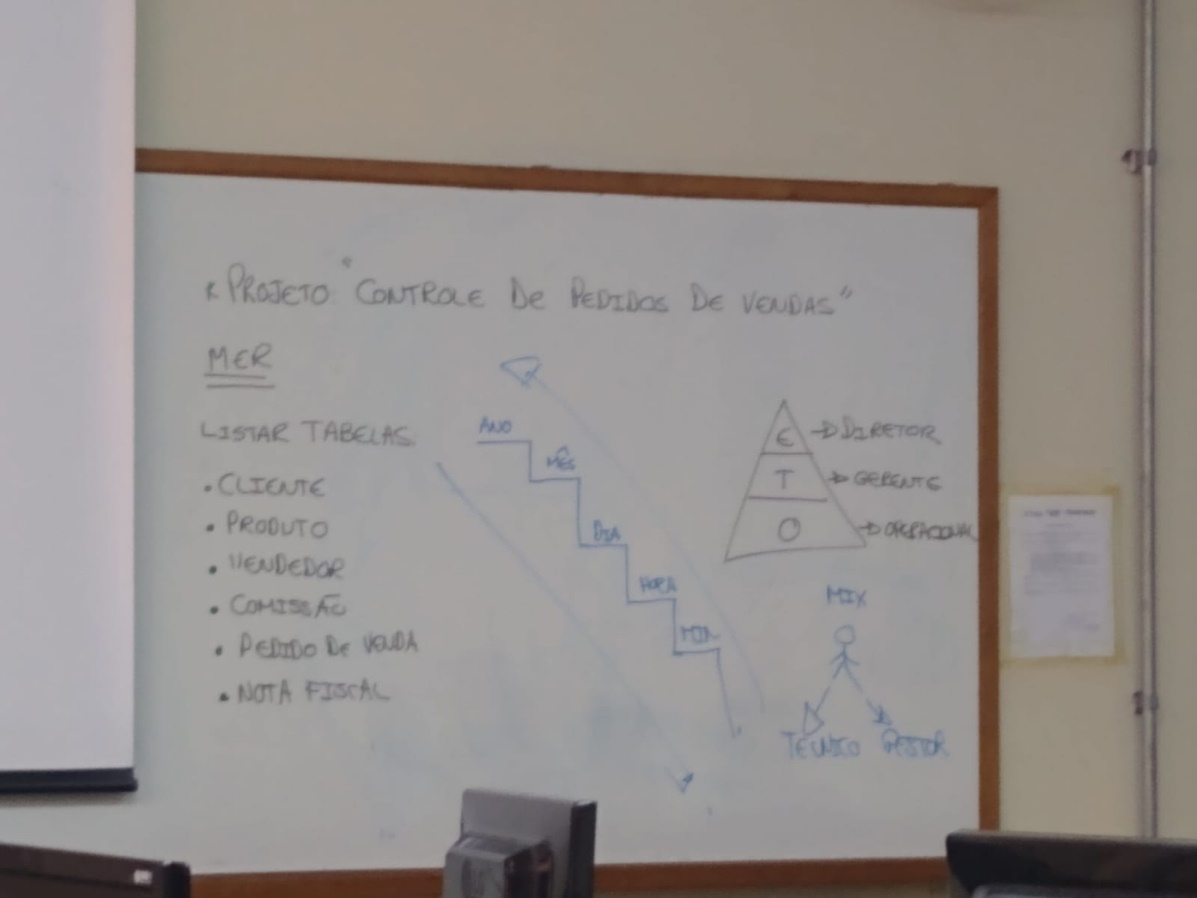 * PROJETO "CONTROLE DE PEDIDOS DE VENDAS"
MER
LISTAR TABELAS
• CLIENTE
• PRODUTO
• VENDEDOR
• COMISSÃO
• PEDIDO DE VENDA
• NOTA FISCAL
ANO
MÊS
DIA
HORA
MIN
E → DIRETOR
T → GERENTE
O → OPERACIONAL
MIX
TÉCNICO GESTOR